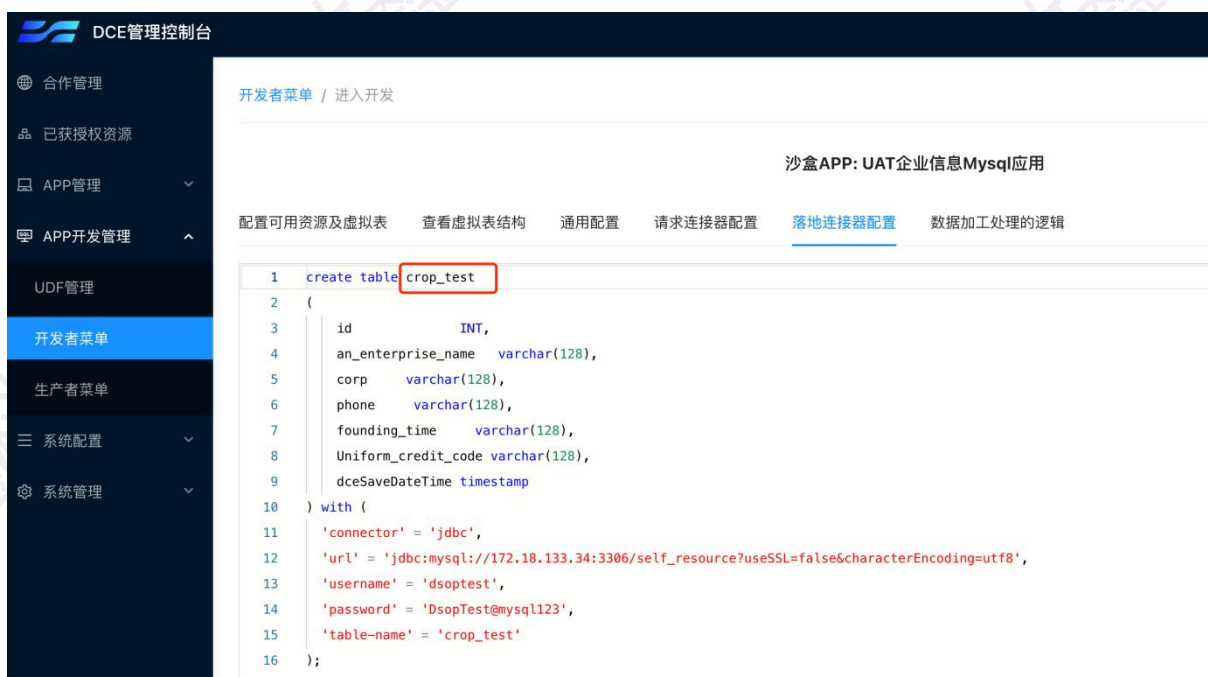 DCE管理控制台
合作管理
已获授权资源
APP管理
APP开发管理
UDF管理
开发者菜单
生产者菜单
系统配置
系统管理
开发者菜单 / 进入开发
沙盒APP: UAT企业信息Mysql应用
配置可用资源及虚拟表 查看虚拟表结构 通用配置 请求连接器配置 落地连接器配置 数据加工处理的逻辑
1 create table crop_test
2 (
3 id INT,
4 an_enterprise_name varchar(128),
5 corp varchar(128),
6 phone varchar(128),
7 founding_time varchar(128),
8 Uniform_credit_code varchar(128),
9 dceSaveDateTime timestamp
10 ) with (
11 'connector' = 'jdbc',
12 'url' = 'jdbc:mysql://172.18.133.34:3306/self_resource?useSSL=false&characterEncoding=utf8',
13 'username' = 'dsoptest',
14 'password' = 'DsopTest@mysql123',
15 'table-name' = 'crop_test'
16 );